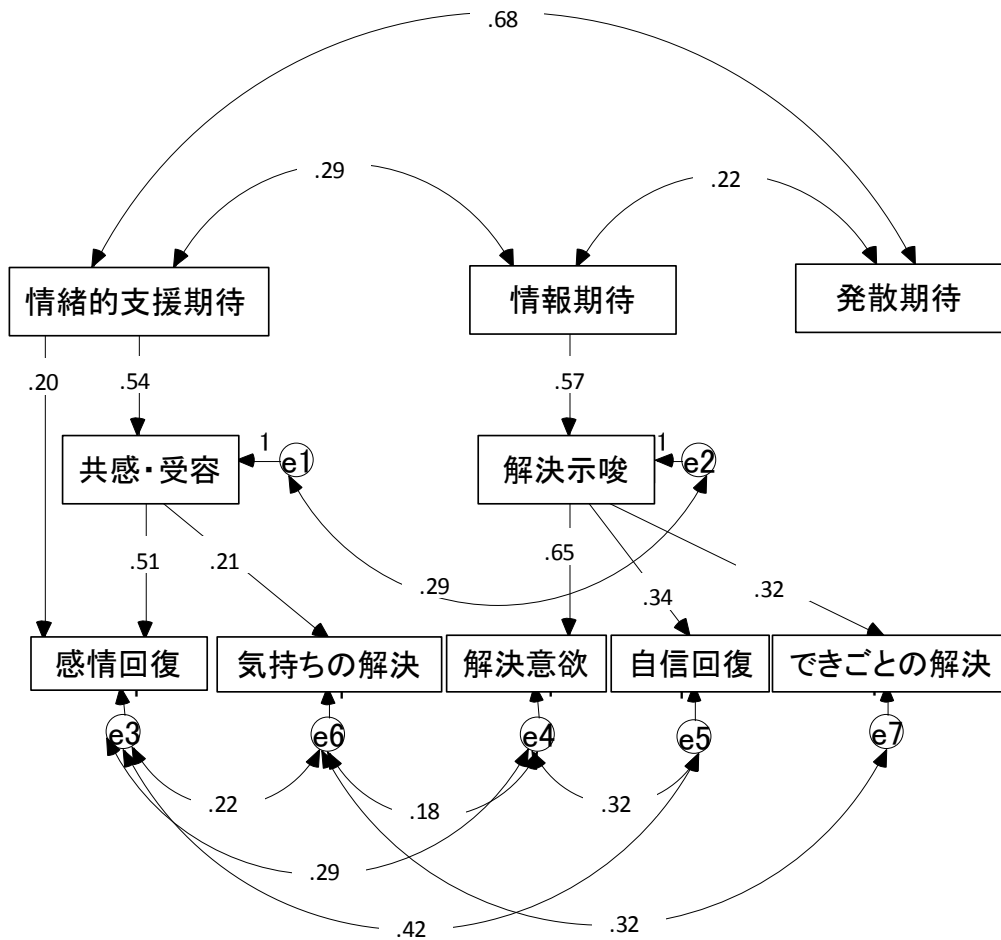 .68
.29
.22
情緒的支援期待
情報期待
発散期待
.20
.54
.57
共感・受容
1
e1
解決示唆
1
e2
.51
.21
.29
.65
.34
.32
感情回復
気持ちの解決
解決意欲
自信回復
できごとの解決
e3
e6
e4
e5
e7
.22
.18
.32
.29
.42
.32